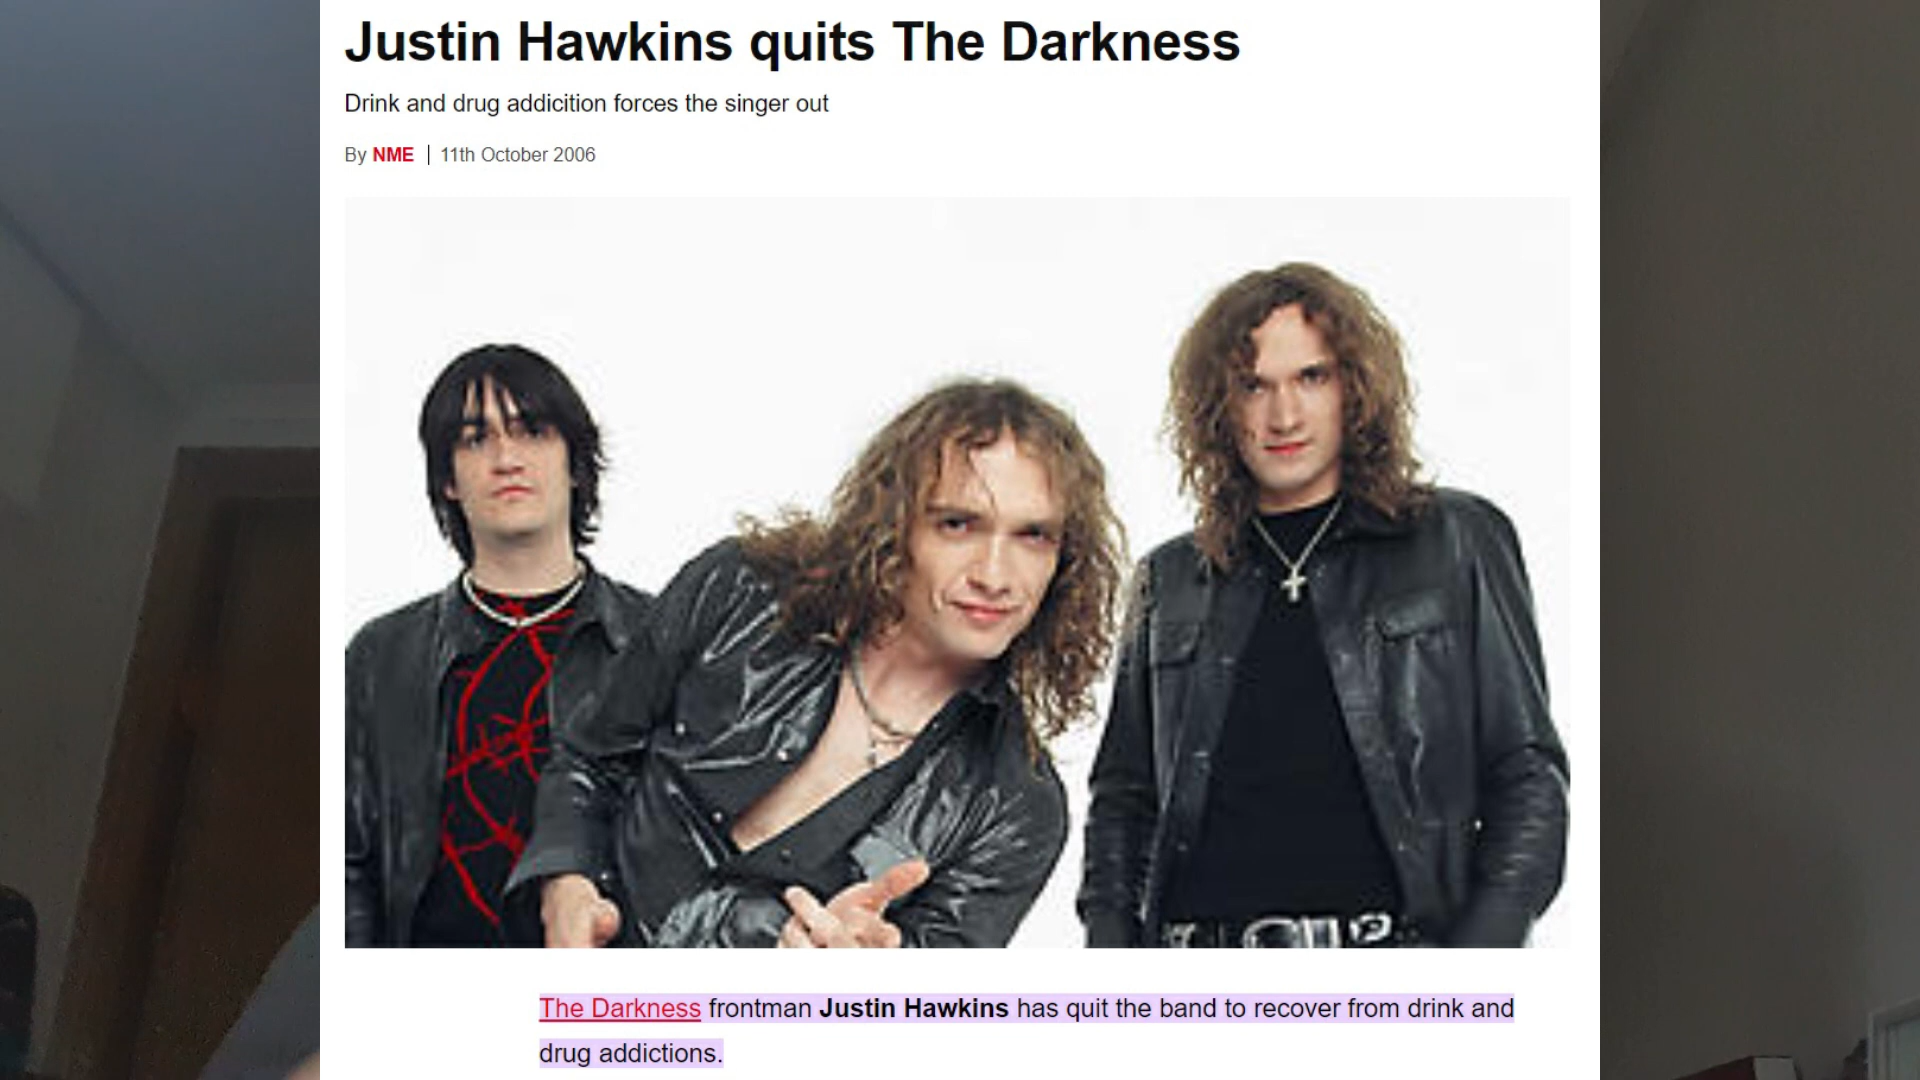 Justin Hawkins quits The Darkness
Drink and drug addicition forces the singer out
By NME | 11th October 2006
The Darkness frontman Justin Hawkins has quit the band to recover from drink and
drug addictions.